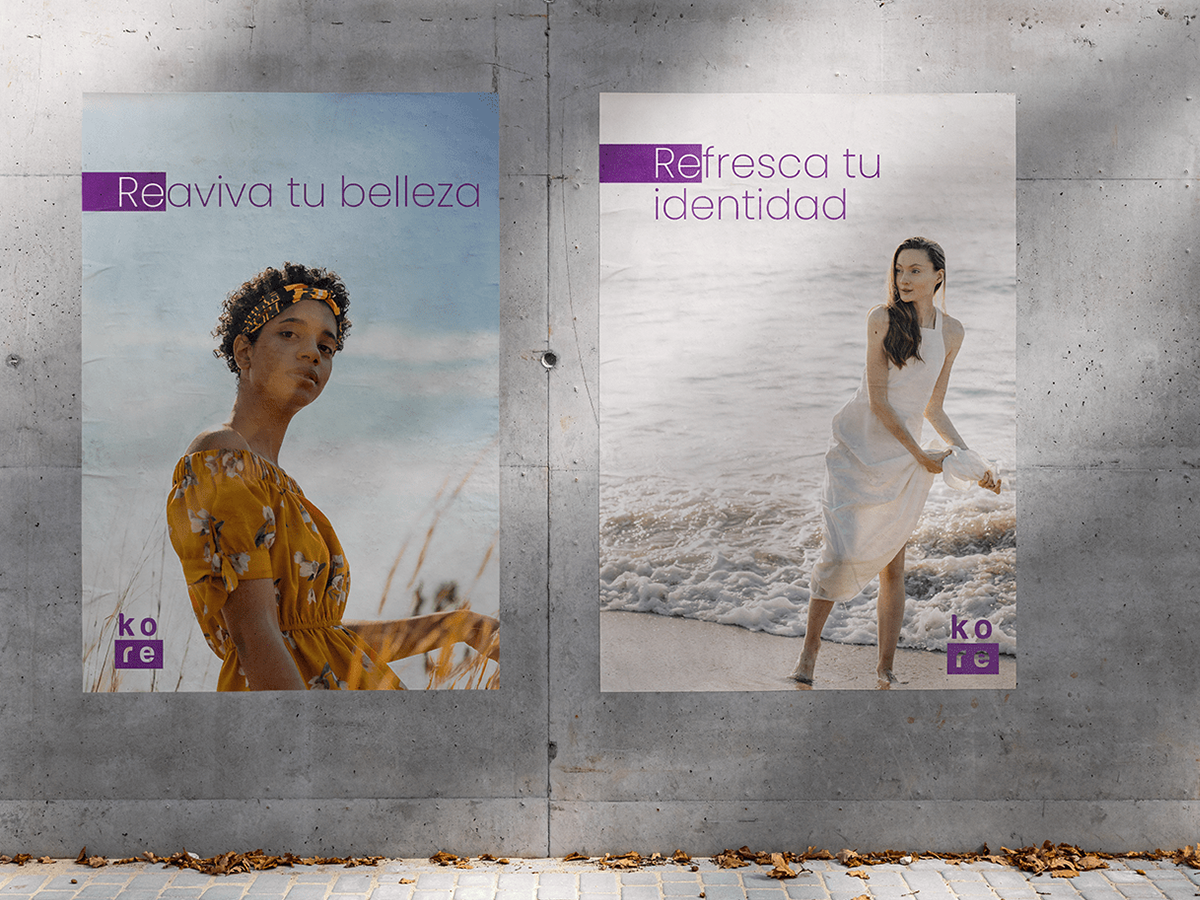 Reaviva tu belleza
ko
re
Refresca tu
identidad
ko
re